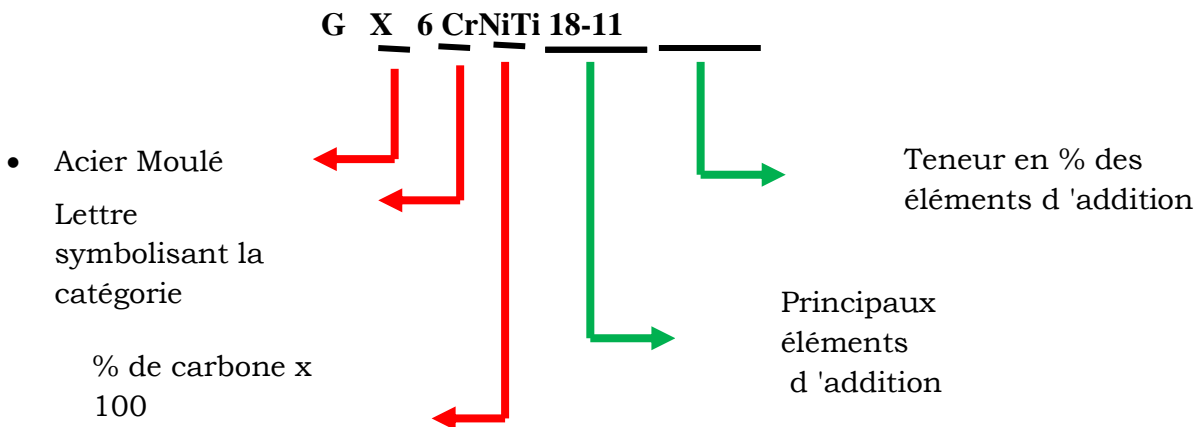 G X 6 CrNiTi 18-11
• Acier Moulé
Lettre
symbolisant la
catégorie
% de carbone x
100
Teneur en % des
éléments d 'addition
Principaux
éléments
d 'addition